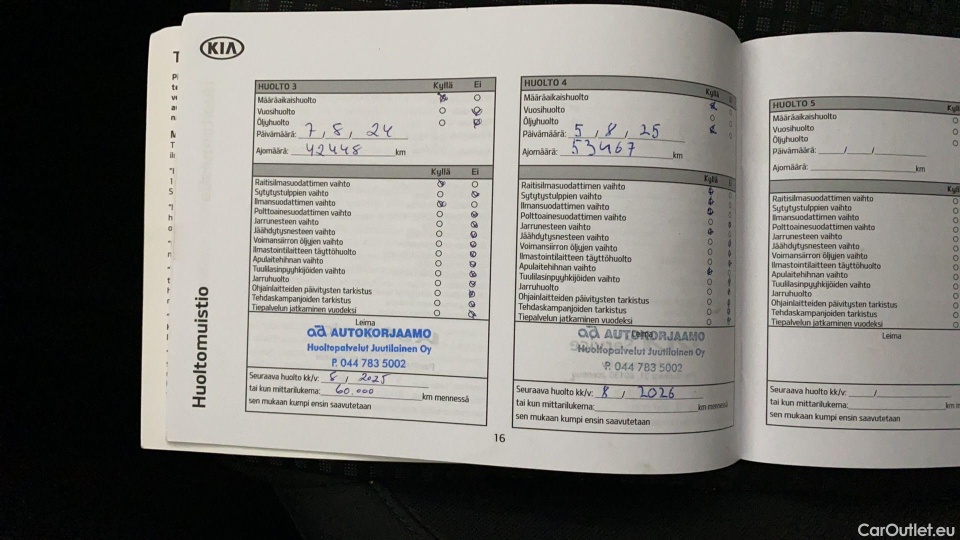 KIA
Huoltomuistio
HUOLTO 3 Kyllä Ei
Määräaikaishuolto
Vuosihuolto
Öljyhuolto
Päivämäärä: 7, 8, 24
Ajomäärä: 42448 km
Kyllä Ei
Raitisilmasuodattimen vaihto
Sytytystulppien vaihto
Ilmansuodattimen vaihto
Polttoainesuodattimen vaihto
Jarrunesteen vaihto
Jäähdytysnesteen vaihto
Voimansiirron öljyjen vaihto
Ilmastointilaitteen täyttöhuolto
Apulaitehihnan vaihto
Tuulilasinpyyhkijöiden vaihto
Jarruhuolto
Ohjainlaitteiden päivitysten tarkistus
Tehdaskampanjoiden tarkistus
Tiepalvelun jatkaminen vuodeksi
Leima
ad AUTOKORJAAMO
Huoltopalvelut Juutilainen Oy
P. 044 783 5002
Seuraava huolto kk/v: 8, 2025
tai kun mittarilukema: 60.000 km mennessä
sen mukaan kumpi ensin saavutetaan
HUOLTO 4 Kyllä Ei
Määräaikaishuolto
Vuosihuolto
Öljyhuolto
Päivämäärä: 5, 8, 25
Ajomäärä: 53467 km
Kyllä Ei
Raitisilmasuodattimen vaihto
Sytytystulppien vaihto
Ilmansuodattimen vaihto
Polttoainesuodattimen vaihto
Jarrunesteen vaihto
Jäähdytysnesteen vaihto
Voimansiirron öljyjen vaihto
Ilmastointilaitteen täyttöhuolto
Apulaitehihnan vaihto
Tuulilasinpyyhkijöiden vaihto
Jarruhuolto
Ohjainlaitteiden päivitysten tarkistus
Tehdaskampanjoiden tarkistus
Tiepalvelun jatkaminen vuodeksi
Leima
ad AUTOKORJAAMO
Huoltopalvelut Juutilainen Oy
P. 044 783 5002
Seuraava huolto kk/v: 8, 2026
tai kun mittarilukema: km mennessä
sen mukaan kumpi ensin saavutetaan
16
HUOLTO 5
Määräaikaishuolto
Vuosihuolto
Öljyhuolto
Päivämäärä: / /
Ajomäärä: km
Raitisilmasuodattimen vaihto
Sytytystulppien vaihto
Ilmansuodattimen vaihto
Polttoainesuodattimen vaihto
Jarrunesteen vaihto
Jäähdytysnesteen vaihto
Voimansiirron öljyjen vaihto
Ilmastointilaitteen täyttöhuolto
Apulaitehihnan vaihto
Tuulilasinpyyhkijöiden vaihto
Jarruhuolto
Ohjainlaitteiden päivitysten tarkistus
Tehdaskampanjoiden tarkistus
Tiepalvelun jatkaminen vuodeksi
Leima
Seuraava huolto kk/v: /
tai kun mittarilukema: km
sen mukaan kumpi ensin saavutetaan
CarOutlet.eu